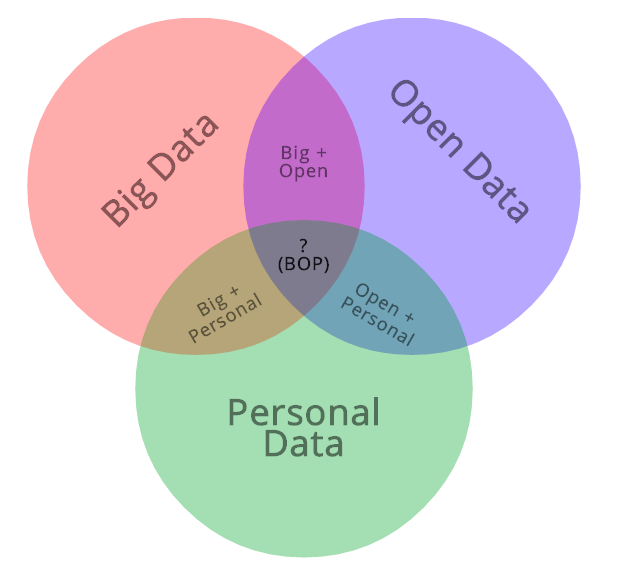 Big Data
Open Data
Big +
Open
?
(BOP)
Big +
Personal
Open +
Personal
Personal
Data